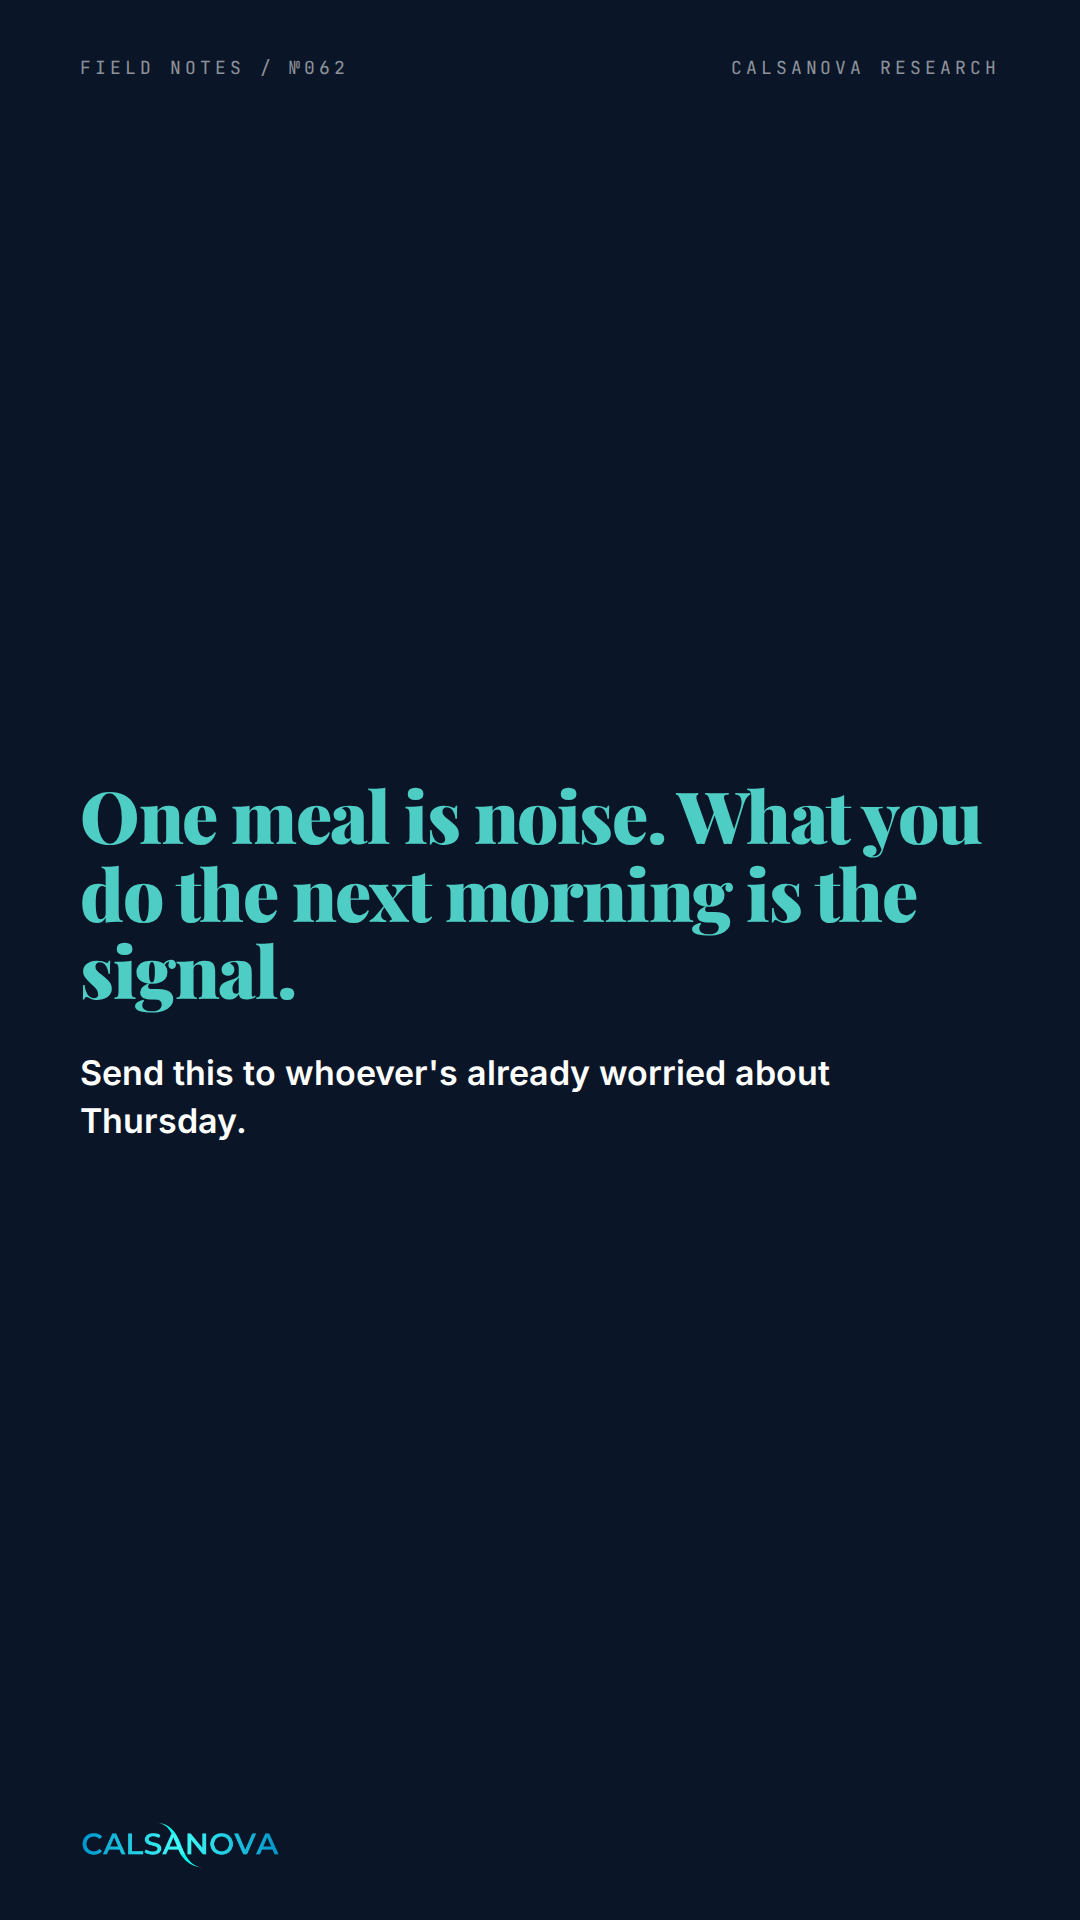 FIELD NOTES / №062
CALSANOVA RESEARCH
One meal is noise. What you
do the next morning is the
signal.
Send this to whoever's already worried about
Thursday.
CALSANOVA